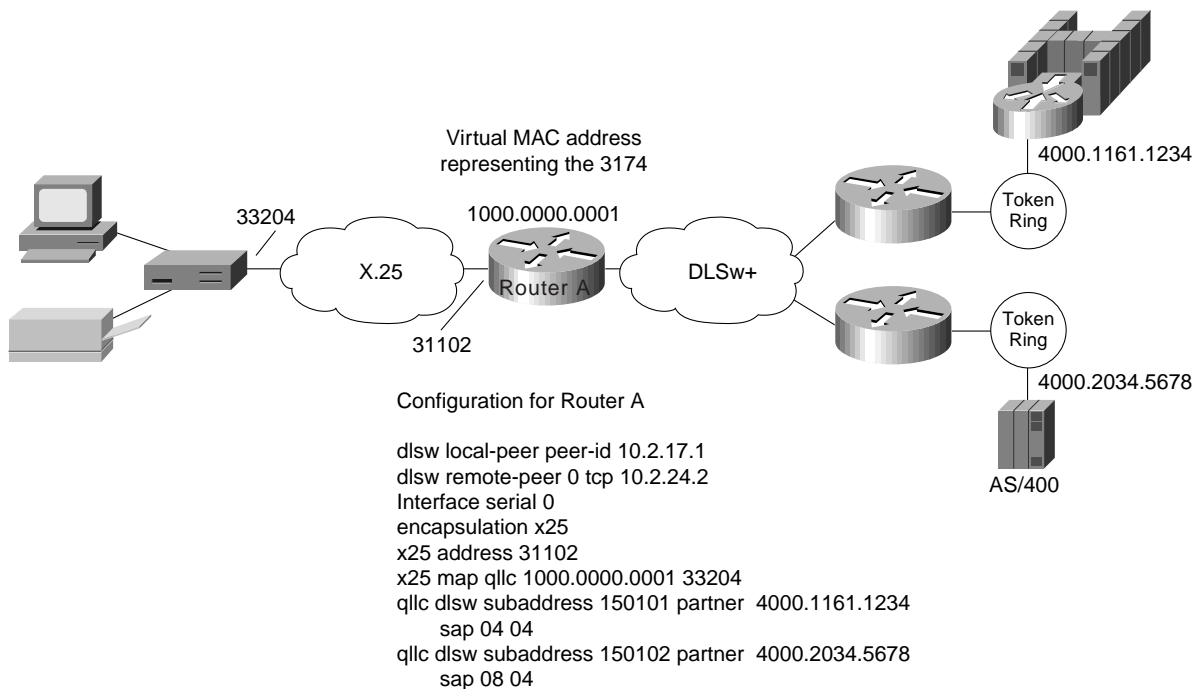 Virtual MAC address
representing the 3174
4000.1161.1234
Token
Ring
33204
1000.0000.0001
X.25
Router A
DLSw+
31102
Token
Ring
4000.2034.5678
AS/400
Configuration for Router A
dlsw local-peer peer-id 10.2.17.1
dlsw remote-peer 0 tcp 10.2.24.2
Interface serial 0
encapsulation x25
x25 address 31102
x25 map qllc 1000.0000.0001 33204
qllc dlsw subaddress 150101 partner 4000.1161.1234
sap 04 04
qllc dlsw subaddress 150102 partner 4000.2034.5678
sap 08 04